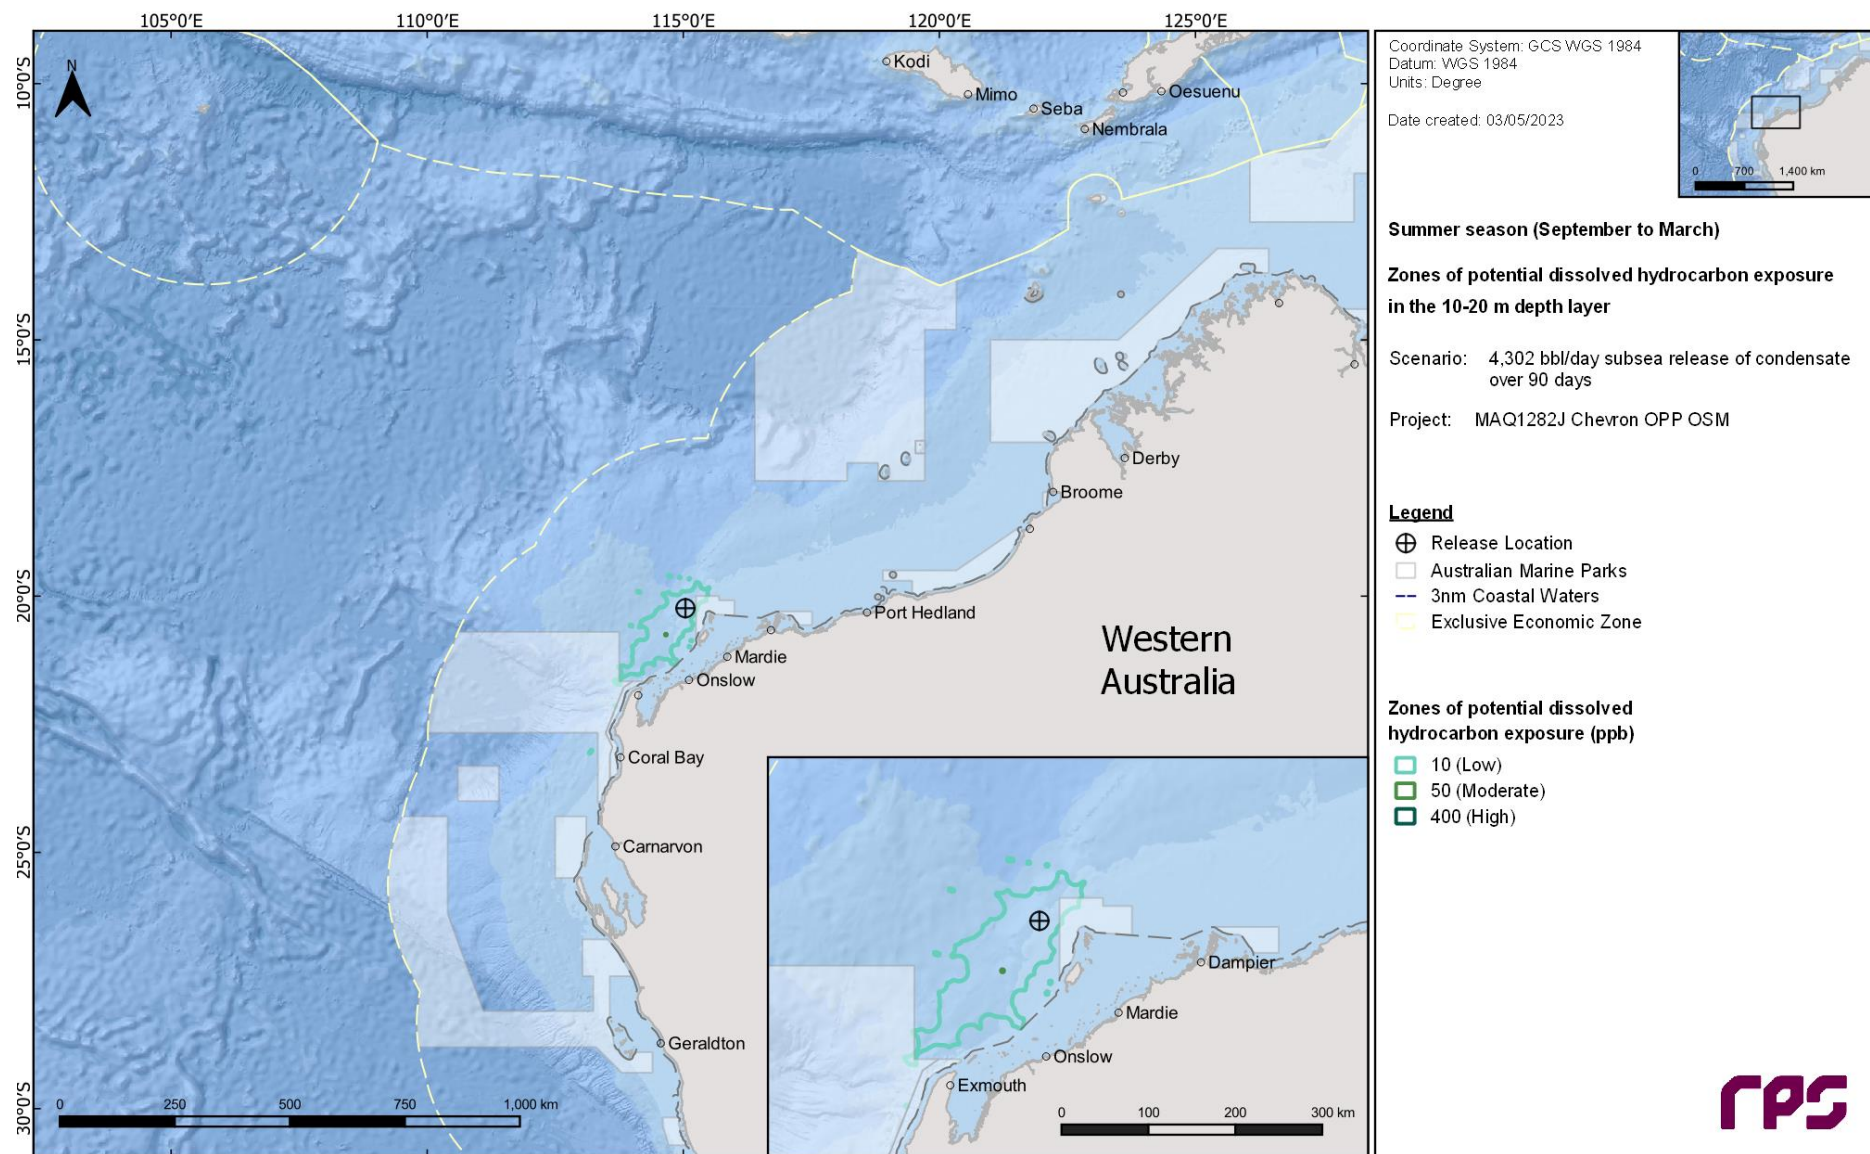 105°0'E 110°0'E 115°0'E 120°0'E 125°0'E
10°0'S
15°0'S
20°0'S
25°0'S
30°0'S
N
Kodi
Mimo
Seba
Oesuenu
Nembrala
Derby
Broome
Port Hedland
Western
Australia
Mardie
Onslow
Coral Bay
Carnarvon
Geraldton
0 250 500 750 1,000 km
Dampier
Mardie
Onslow
Exmouth
0 100 200 300 km
Coordinate System: GCS WGS 1984
Datum: WGS 1984
Units: Degree
Date created: 03/05/2023
0 700 1,400 km
Summer season (September to March)
Zones of potential dissolved hydrocarbon exposure
in the 10-20 m depth layer
Scenario: 4,302 bbl/day subsea release of condensate
over 90 days
Project: MAQ1282J Chevron OPP OSM
Legend
Release Location
Australian Marine Parks
3nm Coastal Waters
Exclusive Economic Zone
Zones of potential dissolved
hydrocarbon exposure (ppb)
10 (Low)
50 (Moderate)
400 (High)
rps